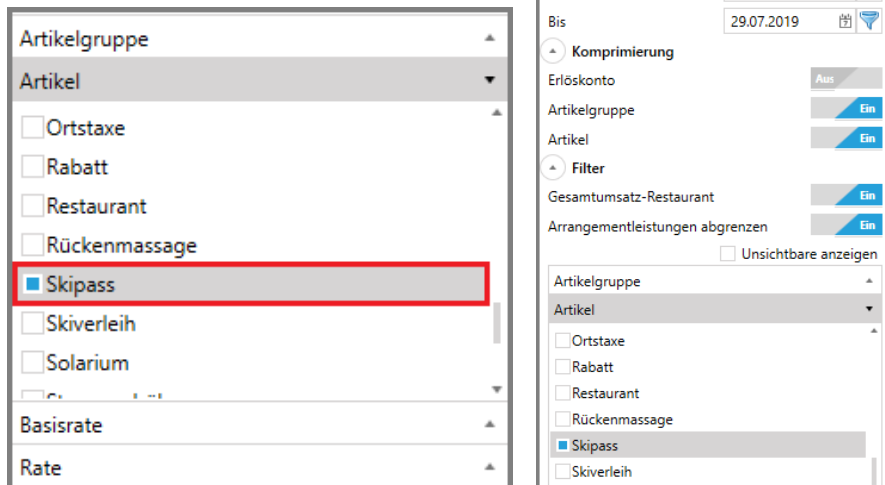 Artikelgruppe
Artikel
Ortstaxe
Rabatt
Restaurant
Rückenmassage
Skipass
Skiverleih
Solarium
Basisrate
Rate
Bis 29.07.2019
Komprimierung
Erlöskonto Aus
Artikelgruppe Ein
Artikel Ein
Filter
Gesamtumsatz-Restaurant Ein
Arrangementleistungen abgrenzen Ein
Unsichtbare anzeigen
Artikelgruppe
Artikel
Ortstaxe
Rabatt
Restaurant
Rückenmassage
Skipass
Skiverleih